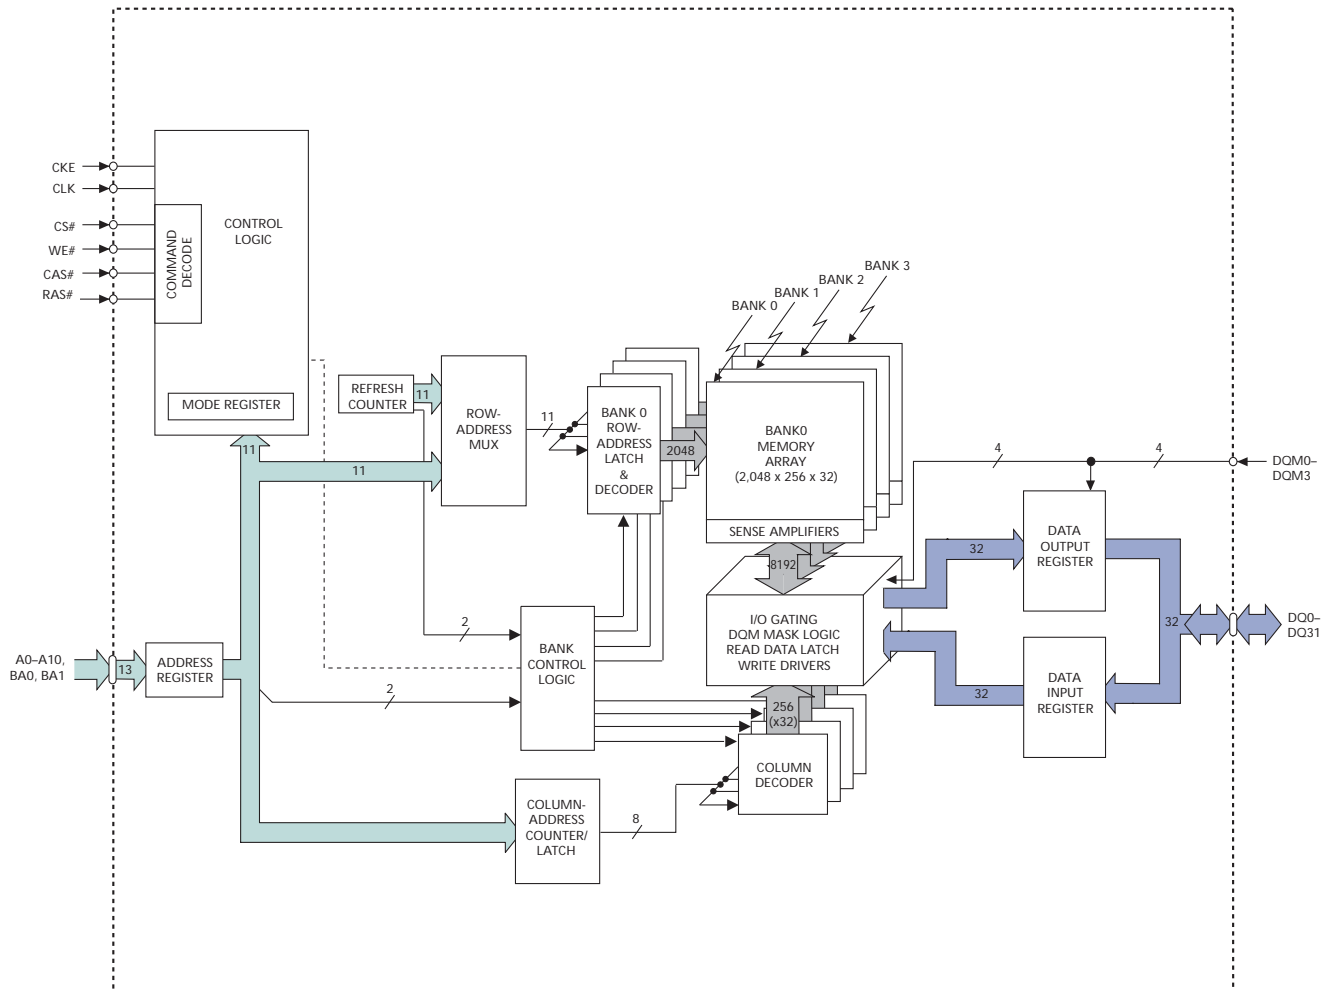 CKE
CLK
CS#
WE#
CAS#
RAS#
COMMAND
DECODE
CONTROL
LOGIC
MODE REGISTER
11
11
REFRESH
COUNTER
11
ROW-
ADDRESS
MUX
11
BANK 0
ROW-
ADDRESS
LATCH
&
DECODER
2048
BANK 0
BANK 1
BANK 2
BANK 3
BANK0
MEMORY
ARRAY
(2,048 x 256 x 32)
SENSE AMPLIFIERS
8192
I/O GATING
DQM MASK LOGIC
READ DATA LATCH
WRITE DRIVERS
256
(x32)
COLUMN
DECODER
4
4
DQM0–
DQM3
DATA
OUTPUT
REGISTER
32
32
DQ0–
DQ31
DATA
INPUT
REGISTER
32
A0–A10,
BA0, BA1
13
ADDRESS
REGISTER
2
2
BANK
CONTROL
LOGIC
COLUMN-
ADDRESS
COUNTER/
LATCH
8